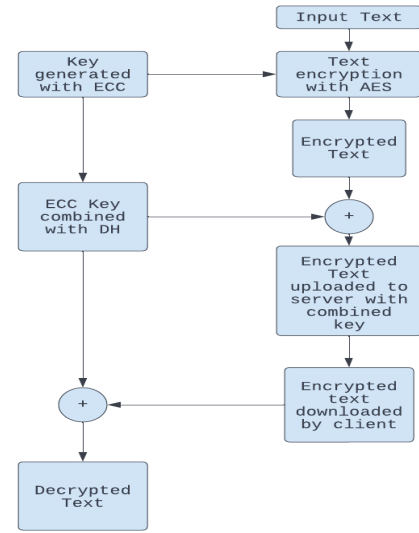 Input Text
Key
generated
with ECC
Text
encryption
with AES
Encrypted
Text
ECC Key
combined
with DH
+
Encrypted
Text
uploaded to
server with
combined
key
Encrypted
text
downloaded
by client
+
Decrypted
Text